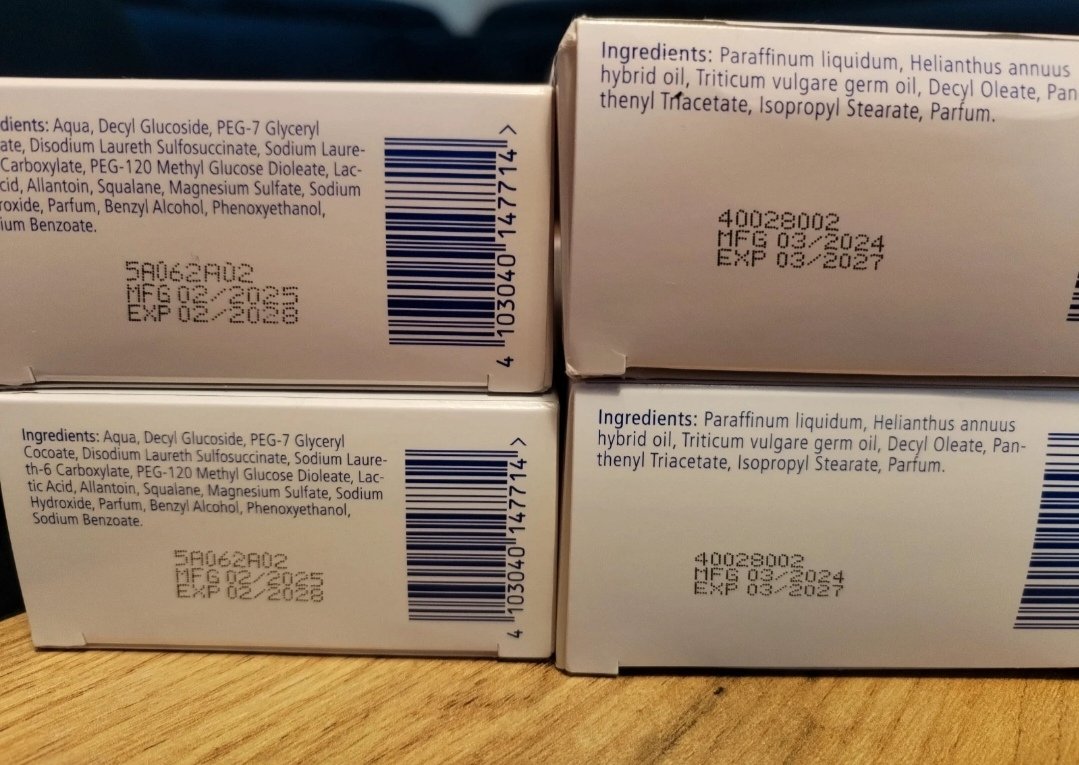 dients: Aqua, Decyl Glucoside, PEG-7 Glyceryl
ate, Disodium Laureth Sulfosuccinate, Sodium Laure-
Carboxylate, PEG-120 Methyl Glucose Dioleate, Lac-
cid, Allantoin, Squalane, Magnesium Sulfate, Sodium
roxide, Parfum, Benzyl Alcohol, Phenoxyethanol,
ium Benzoate.
5A062A02
MFG 02/2025
EXP 02/2028
4 103040 147714 >
Ingredients: Paraffinum liquidum, Helianthus annuus
hybrid oil, Triticum vulgare germ oil, Decyl Oleate, Pan
thenyl Triacetate, Isopropyl Stearate, Parfum.
40028002
MFG 03/2024
EXP 03/2027
Ingredients: Aqua, Decyl Glucoside, PEG-7 Glyceryl
Cocoate, Disodium Laureth Sulfosuccinate, Sodium Laure-
th-6 Carboxylate, PEG-120 Methyl Glucose Dioleate, Lac-
tic Acid, Allantoin, Squalane, Magnesium Sulfate, Sodium
Hydroxide, Parfum, Benzyl Alcohol, Phenoxyethanol,
Sodium Benzoate.
5A062A02
MFG 02/2025
EXP 02/2028
4 103040 147714 >
Ingredients: Paraffinum liquidum, Helianthus annuus
hybrid oil, Triticum vulgare germ oil, Decyl Oleate, Pan-
thenyl Triacetate, Isopropyl Stearate, Parfum.
40028002
MFG 03/2024
EXP 03/2027